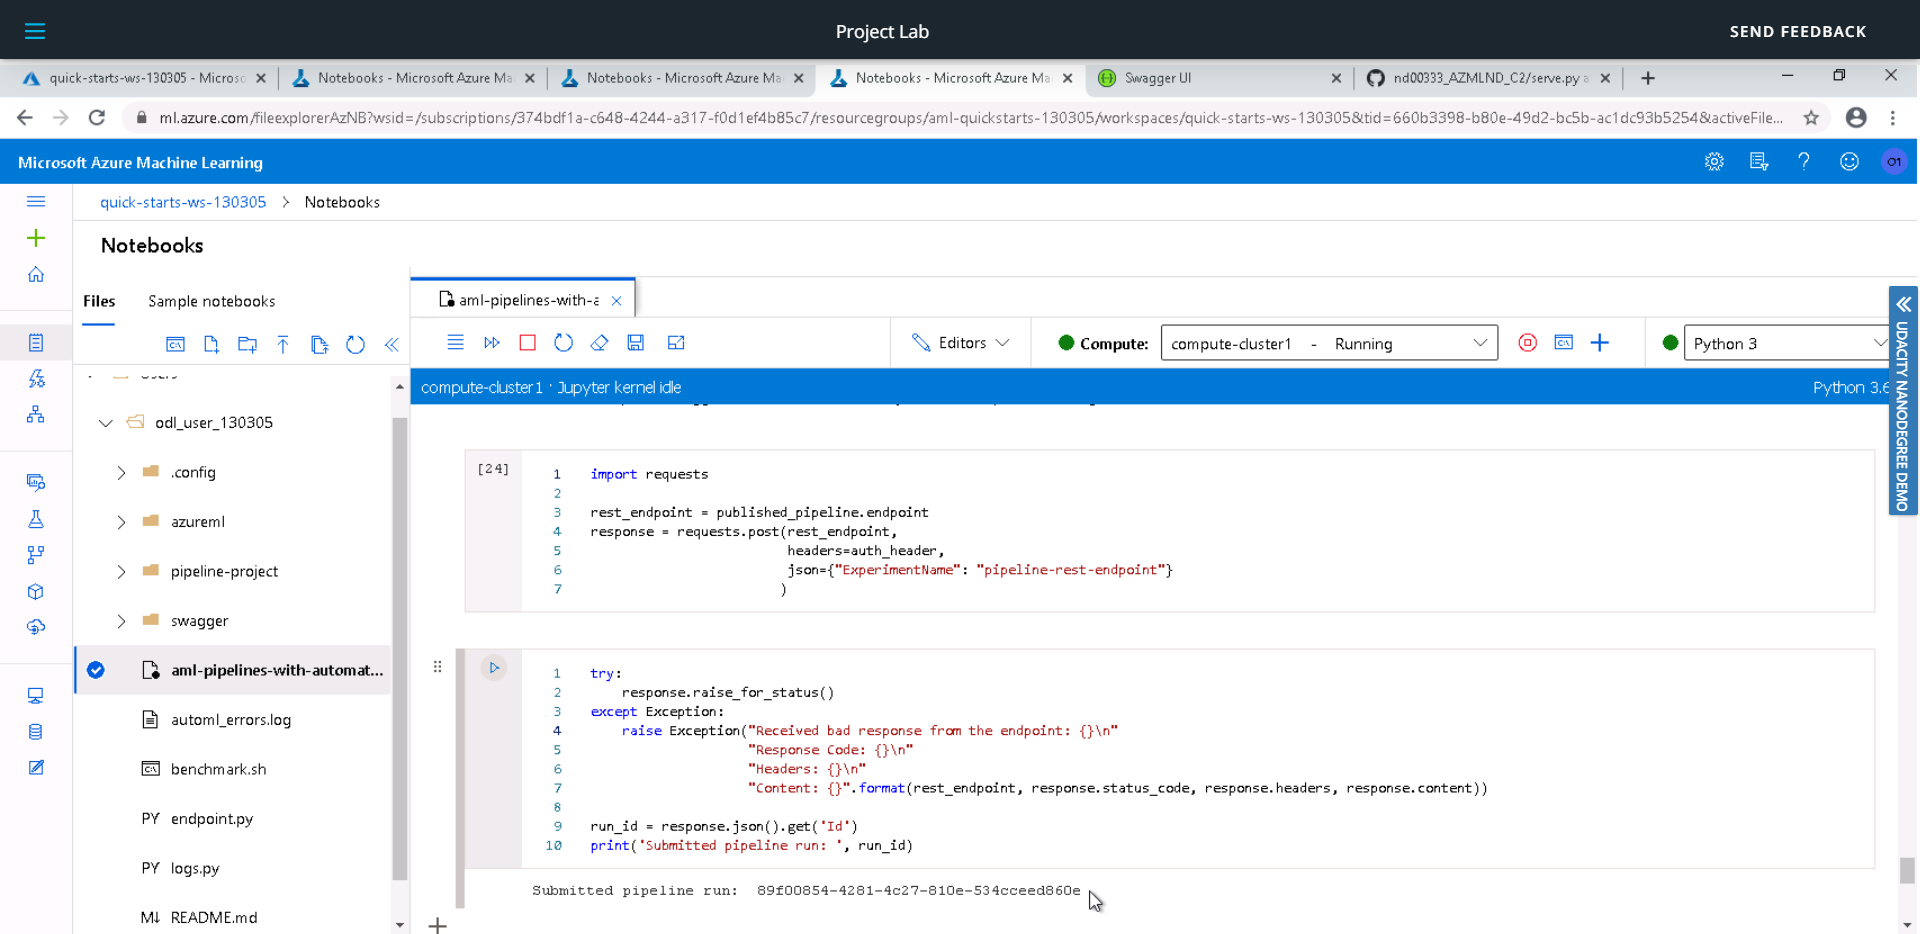 Project Lab
SEND FEEDBACK
quick-starts-ws-130305 - Microso
Notebooks - Microsoft Azure Ma
Notebooks - Microsoft Azure Ma
Notebooks - Microsoft Azure Ma
Swagger UI
nd00333_AZMLND_C2/serve.py a
ml.azure.com/fileexplorerAzNB?wsid=/subscriptions/374bdf1a-c648-4244-a317-f0d1ef4b85c7/resourcegroups/aml-quickstarts-130305/workspaces/quick-starts-ws-130305&tid=660b3398-b80e-49d2-bc5b-ac1dc93b5254&activeFile...
Microsoft Azure Machine Learning
O1
quick-starts-ws-130305 > Notebooks
Notebooks
Files
Sample notebooks
aml-pipelines-with-a
Editors
Compute:
compute-cluster1 - Running
Python 3
compute-cluster1 · Jupyter kernel idle
Python 3.6
UDACITY NANODEGREE DEMO
odl_user_130305
.config
azureml
pipeline-project
swagger
aml-pipelines-with-automat...
automl_errors.log
benchmark.sh
PY endpoint.py
PY logs.py
M↓ README.md
[24]
1 import requests
2
3 rest_endpoint = published_pipeline.endpoint
4 response = requests.post(rest_endpoint,
5 headers=auth_header,
6 json={"ExperimentName": "pipeline-rest-endpoint"}
7 )
1 try:
2 response.raise_for_status()
3 except Exception:
4 raise Exception("Received bad response from the endpoint: {}\n"
5 "Response Code: {}\n"
6 "Headers: {}\n"
7 "Content: {}".format(rest_endpoint, response.status_code, response.headers, response.content))
8
9 run_id = response.json().get('Id')
10 print('Submitted pipeline run: ', run_id)
Submitted pipeline run: 89f00854-4281-4c27-810e-534cceed860e